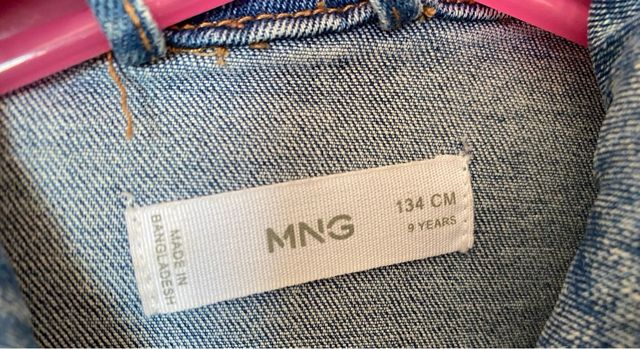 MADE IN
BANGLADESH
MNG
134 CM
9 YEARS